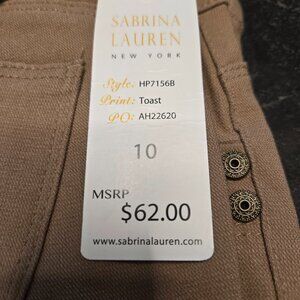 SABRINA
LAUREN
NEW YORK
Style: HP7156B
Print: Toast
PO: AH22620
10
MSRP
$62.00
www.sabrinalauren.com